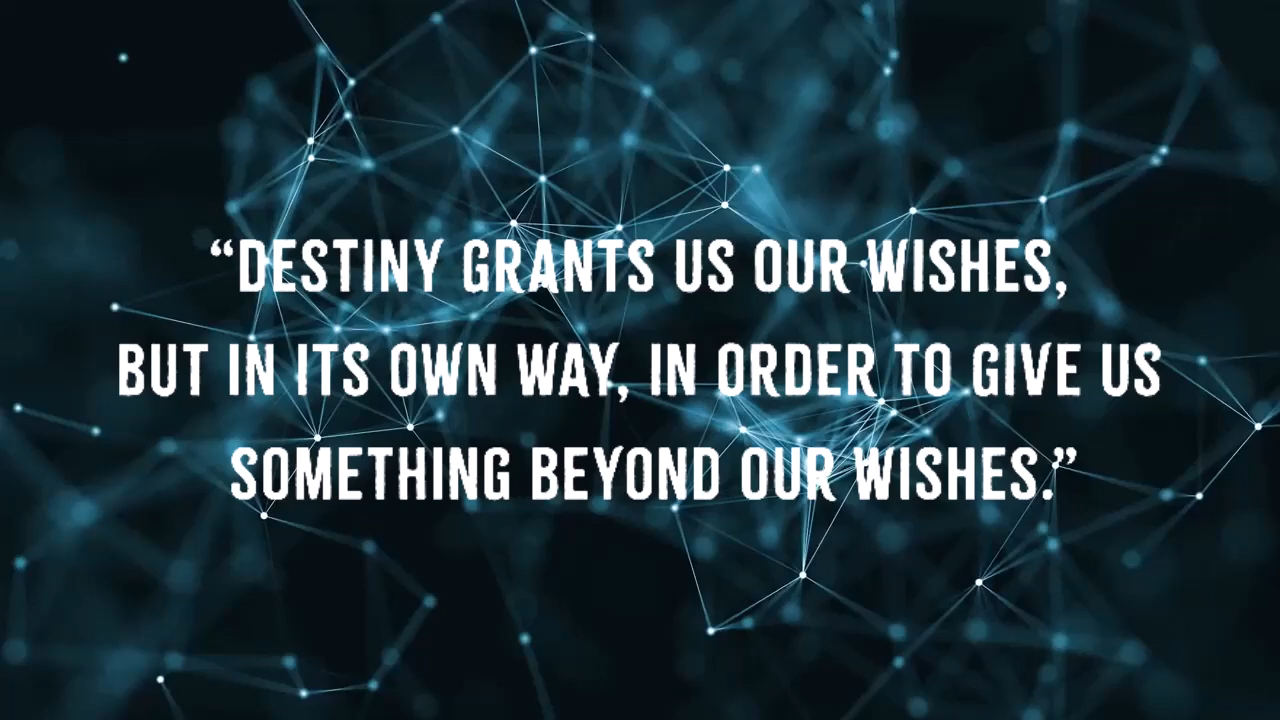 “DESTINY GRANTS US OUR WISHES,
BUT IN ITS OWN WAY, IN ORDER TO GIVE US
SOMETHING BEYOND OUR WISHES.”